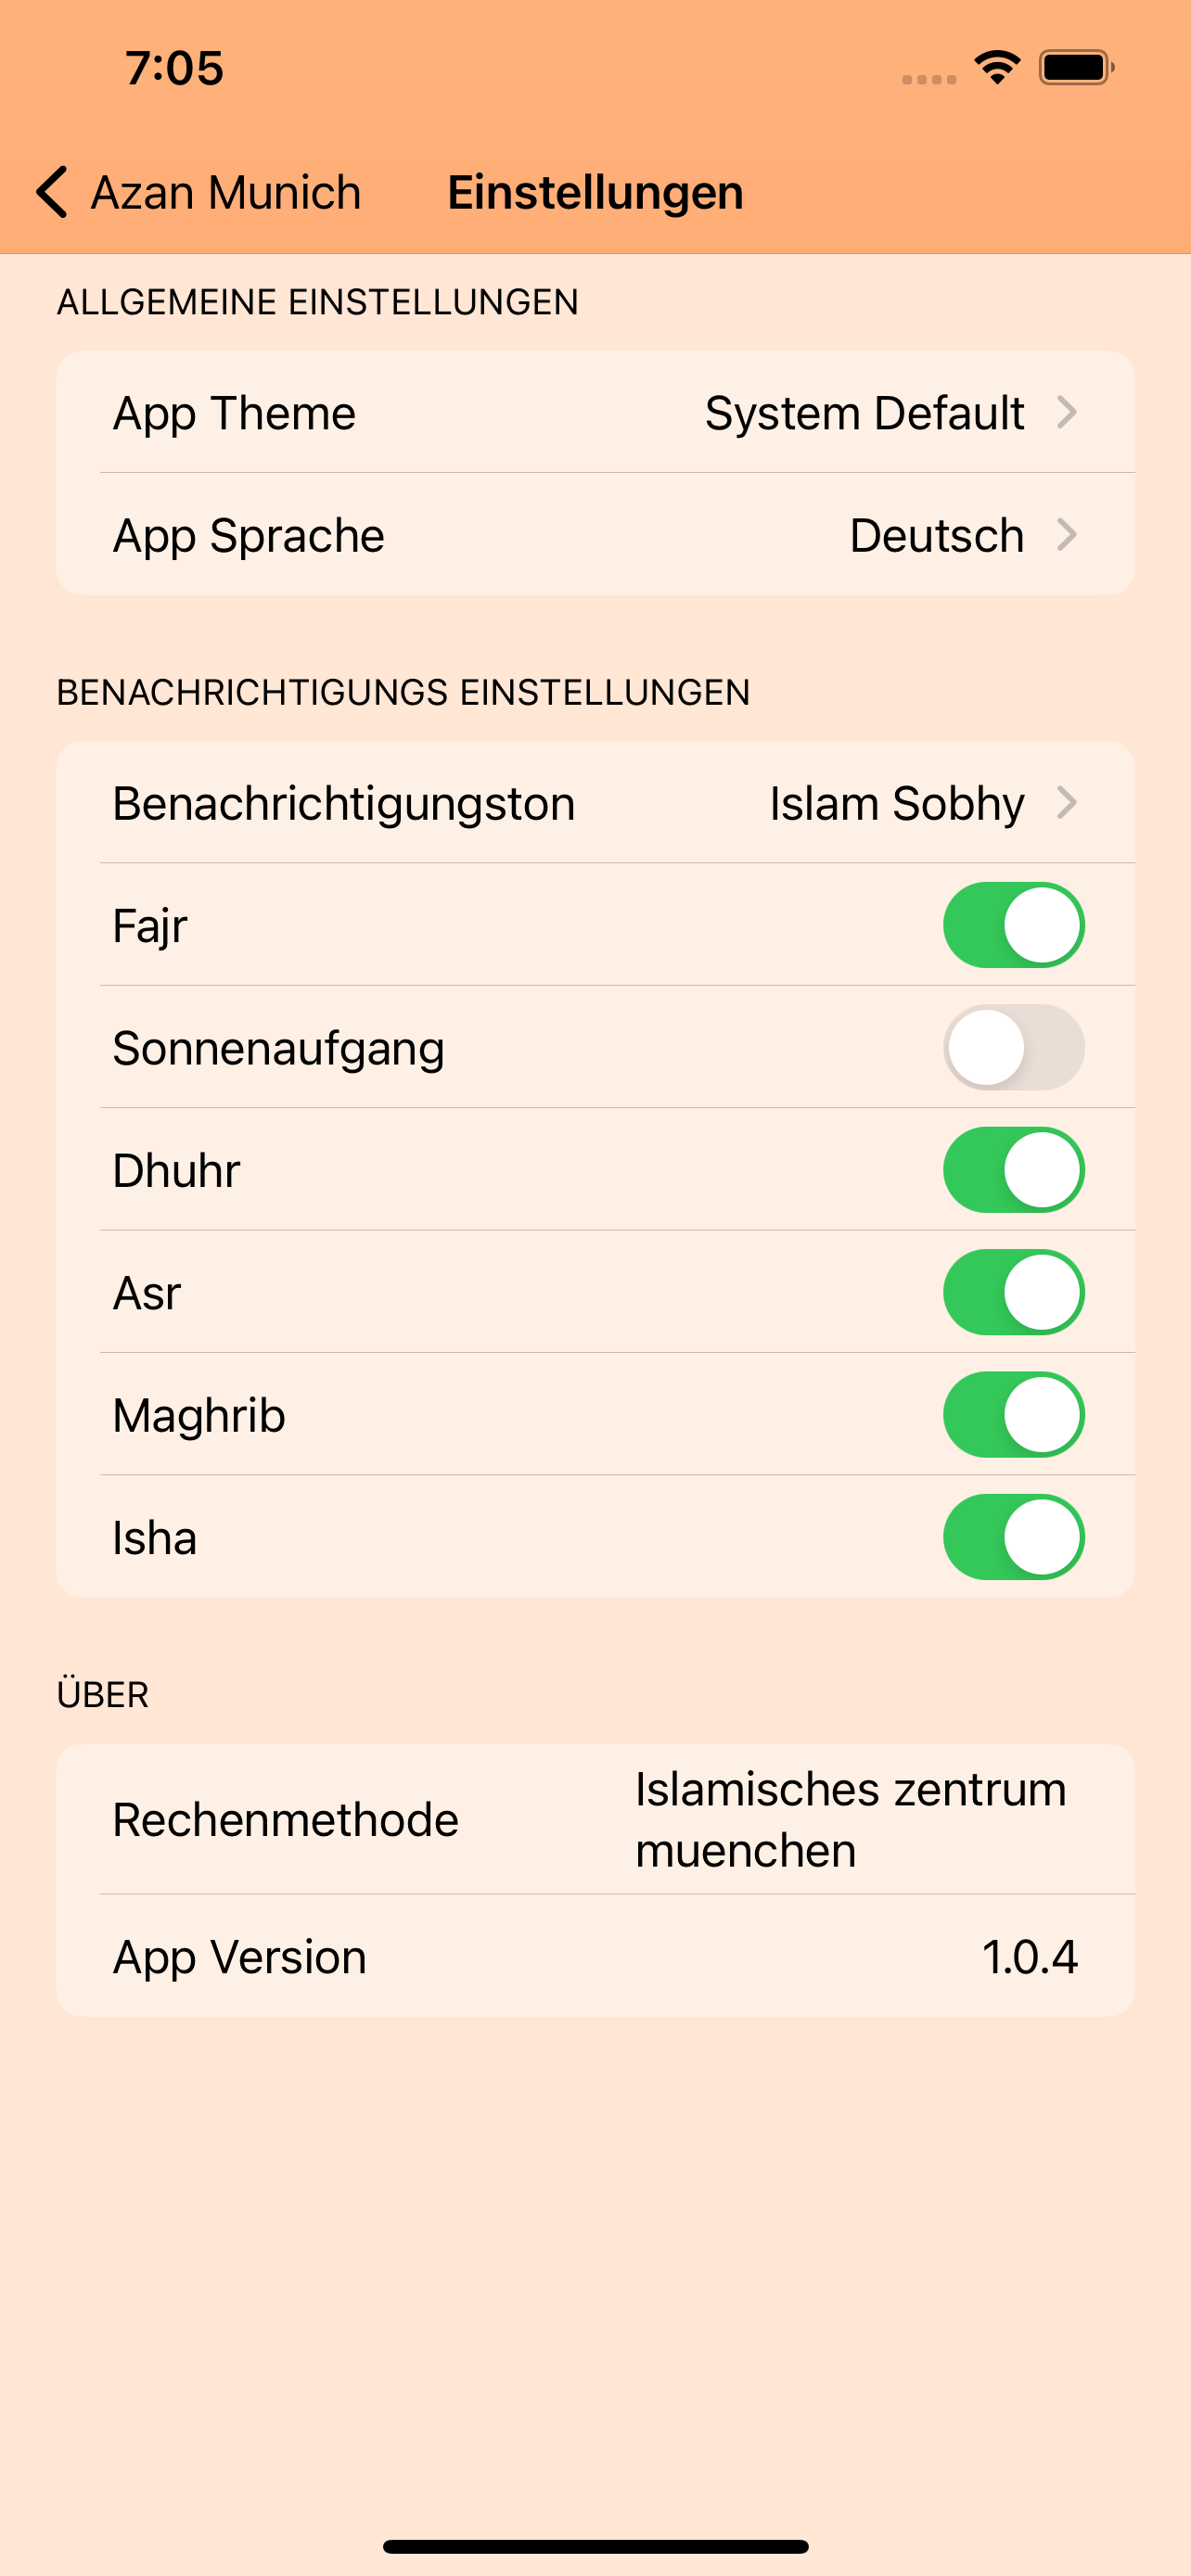 7:05
Azan Munich
Einstellungen
ALLGEMEINE EINSTELLUNGEN
App Theme
System Default
App Sprache
Deutsch
BENACHRICHTIGUNGS EINSTELLUNGEN
Benachrichtigungston
Islam Sobhy
Fajr
Sonnenaufgang
Dhuhr
Asr
Maghrib
Isha
ÜBER
Rechenmethode
Islamisches zentrum
muenchen
App Version
1.0.4